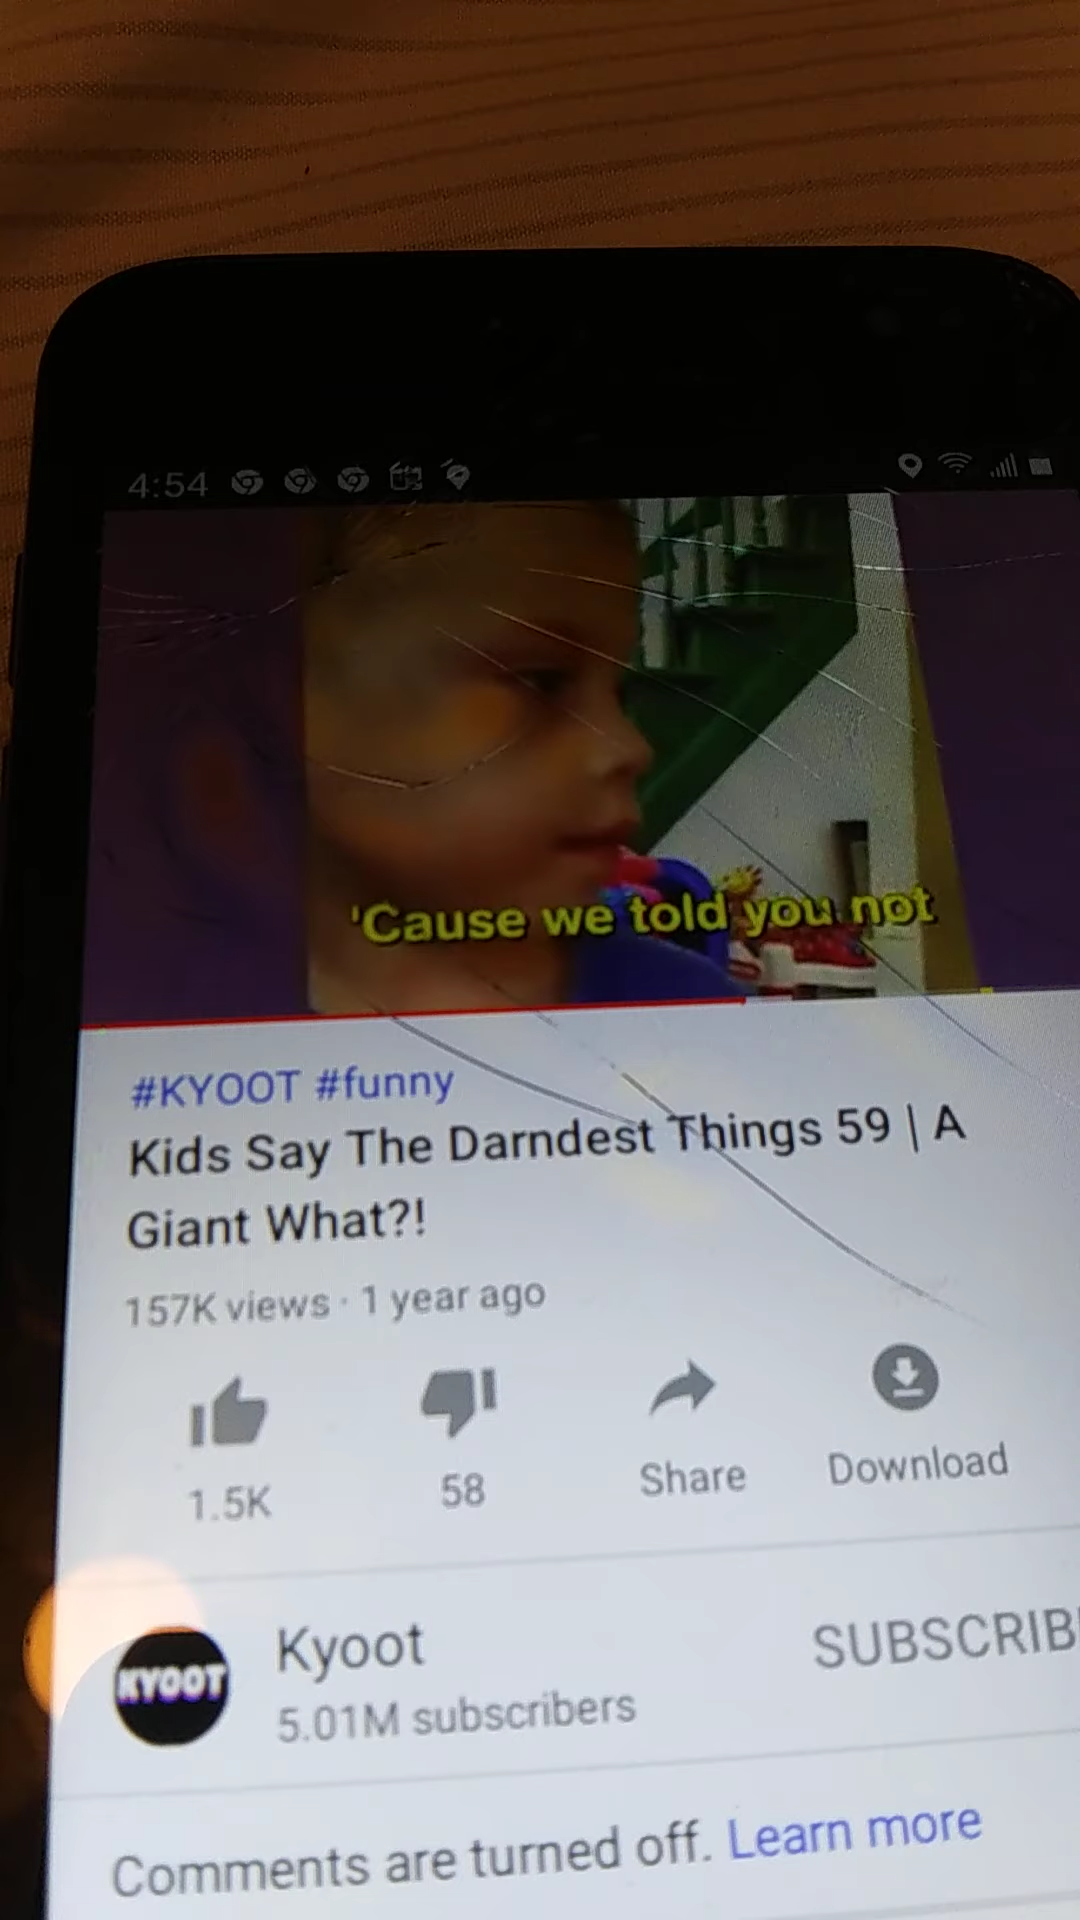 4:54
'Cause we told you not
#KYOOT #funny
Kids Say The Darndest Things 59 | A
Giant What?!
157K views · 1 year ago
1.5K
58
Share
Download
KYOOT
Kyoot
SUBSCRIB
5.01M subscribers
Comments are turned off. Learn more